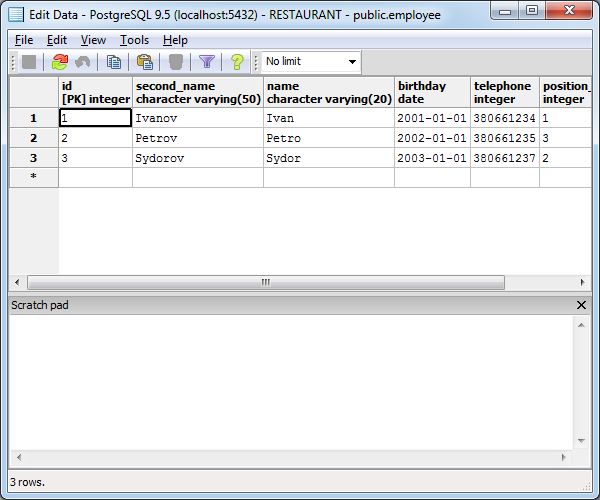 Edit Data - PostgreSQL 9.5 (localhost:5432) - RESTAURANT - public.employee
File Edit View Tools Help
No limit
id second_name name birthday telephone position_
[PK] integer character varying(50) character varying(20) date integer integer
1 1 Ivanov Ivan 2001-01-01 380661234 1
2 2 Petrov Petro 2002-01-01 380661235 3
3 3 Sydorov Sydor 2003-01-01 380661237 2
*
Scratch pad
3 rows.